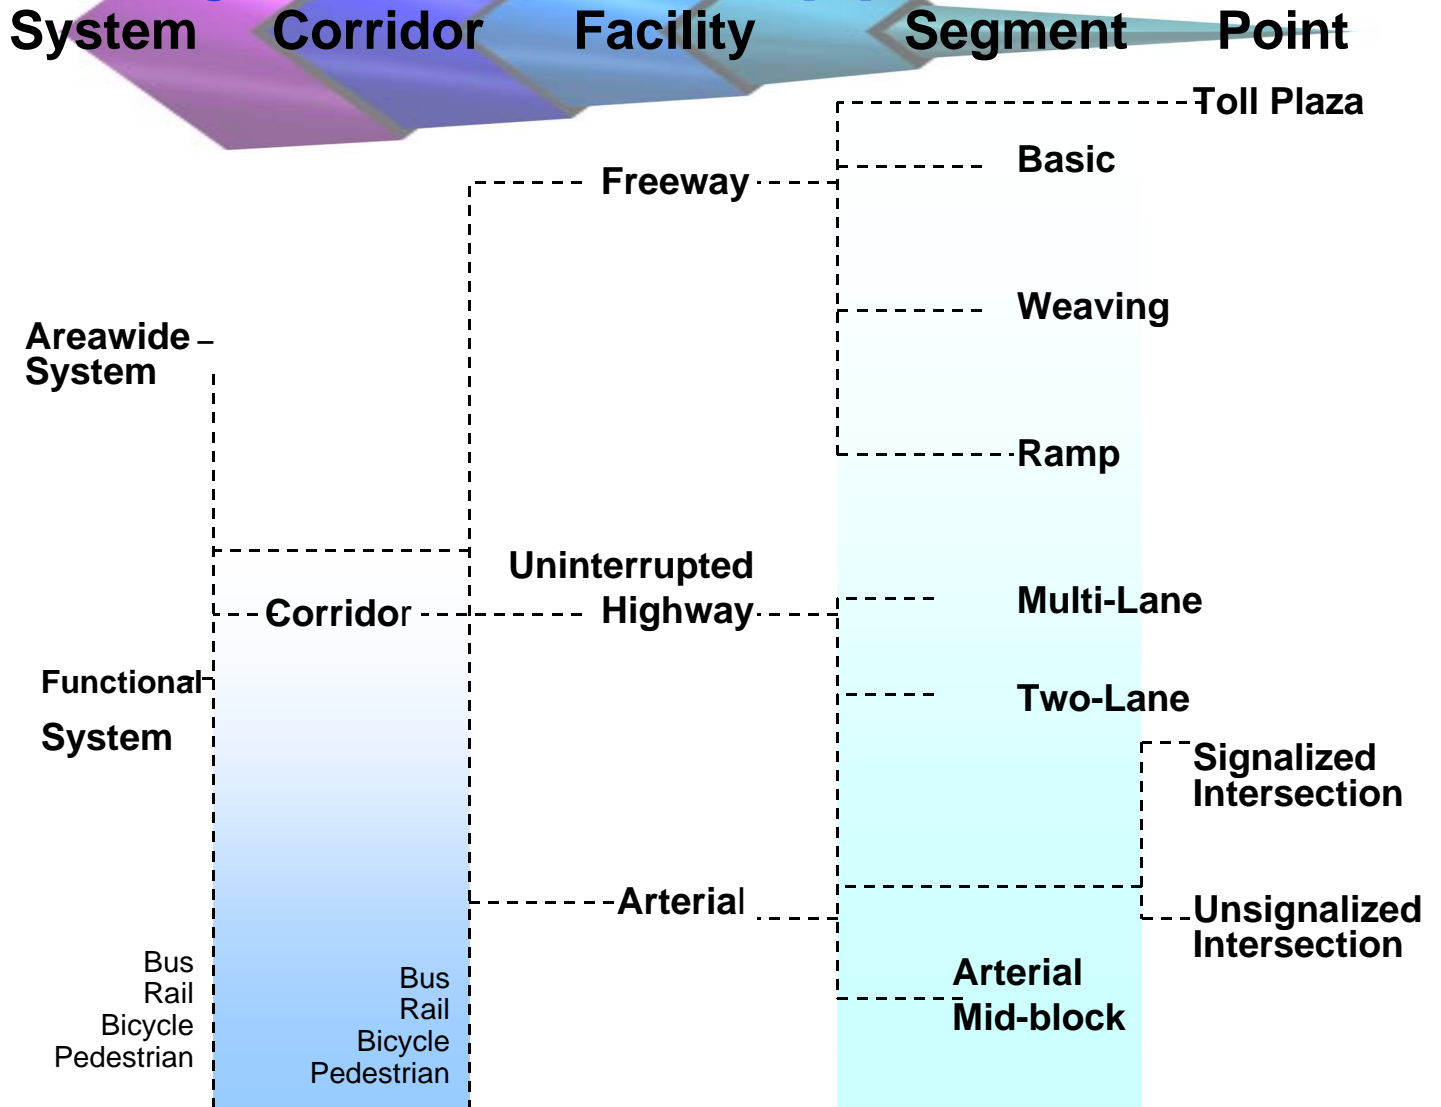 System Corridor Facility Segment Point
Toll Plaza
Basic
Freeway
Weaving
Areawide
System
Ramp
Uninterrupted
Highway
Corridor
Multi-Lane
Functional
System
Two-Lane
Signalized
Intersection
Arterial
Unsignalized
Intersection
Arterial
Mid-block
Bus
Rail
Bicycle
Pedestrian
Bus
Rail
Bicycle
Pedestrian